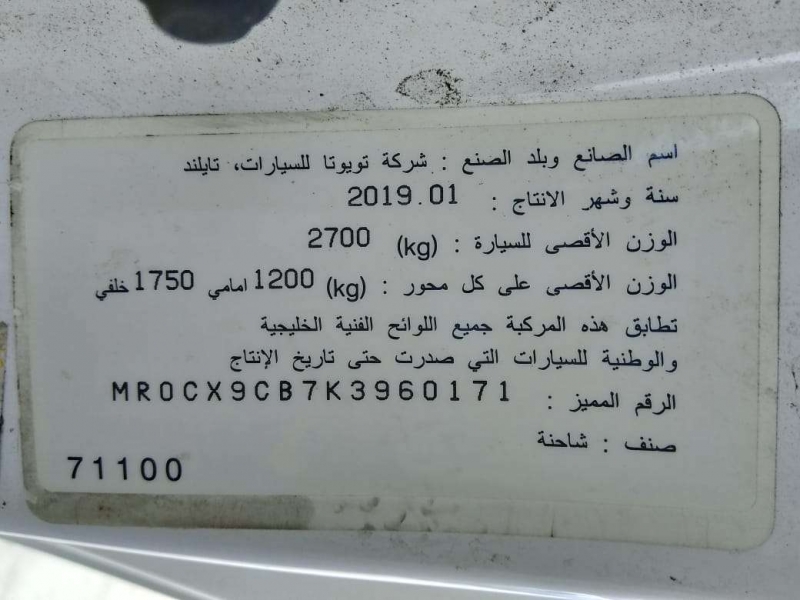 اسم الصانع وبلد الصنع : شركة تويوتا للسيارات، تايلند
سنة وشهر الانتاج : 2019.01
الوزن الأقصى للسيارة : (kg) 2700
الوزن الأقصى على كل محور : (kg) 1200 امامي 1750 خلفي
تطابق هذه المركبة جميع اللوائح الفنية الخليجية
والوطنية للسيارات التي صدرت حتى تاريخ الإنتاج
الرقم المميز : MR0CX9CB7K3960171
صنف : شاحنة
71100